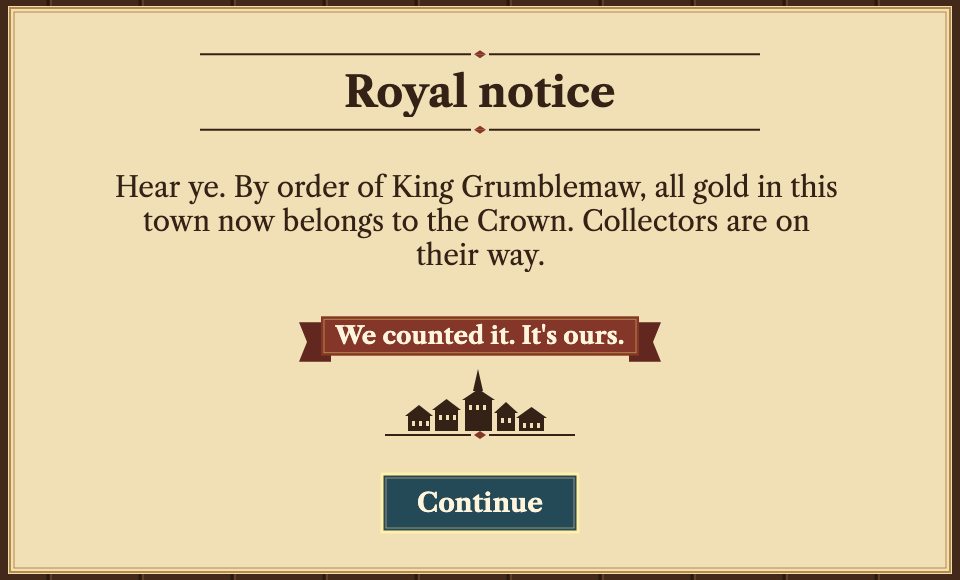 Royal notice
Hear ye. By order of King Grumblemaw, all gold in this
town now belongs to the Crown. Collectors are on
their way.
We counted it. It's ours.
Continue